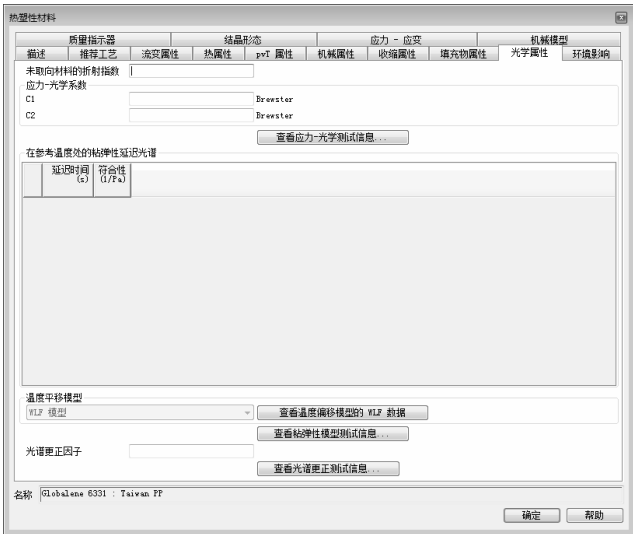 热塑性材料
质量指示器 结晶形态 应力 - 应变 机械模型
描述 推荐工艺 流变属性 热属性 pvT 属性 机械属性 收缩属性 填充物属性 光学属性 环境影响
未取向材料的折射指数
应力-光学系数
C1 Brewster
C2 Brewster
查看应力-光学测试信息...
在参考温度处的粘弹性延迟光谱
延迟时间 符合性
(s) (1/Pa)
温度平移模型
WLF 模型 查看温度偏移模型的 WLF 数据
查看粘弹性模型测试信息...
光谱更正因子
查看光谱更正测试信息...
名称 Globalene 6331 : Taiwan PP
确定 帮助